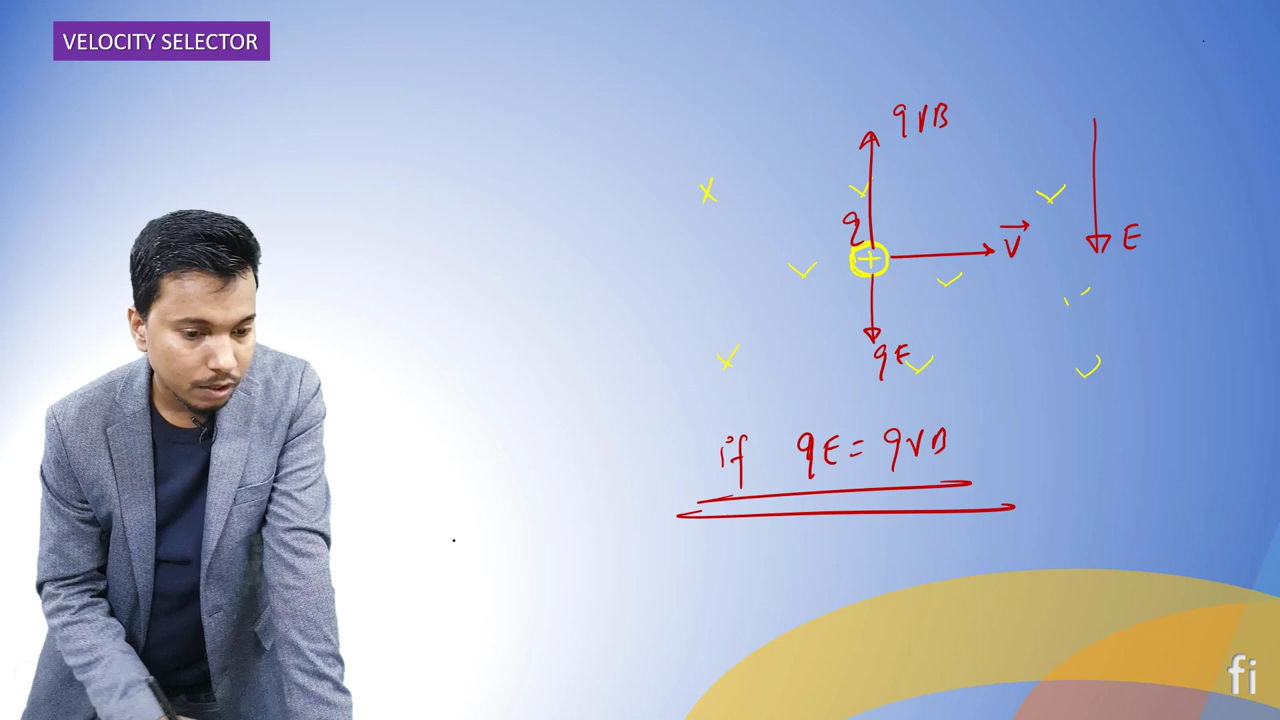 VELOCITY SELECTOR
qVB
q
+
V
E
qE
if qE = qVB
fi